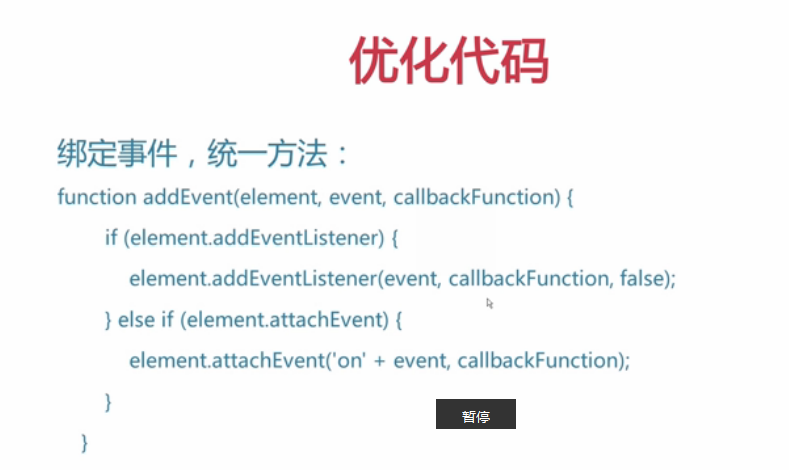 优化代码
绑定事件，统一方法：
function addEvent(element, event, callbackFunction) {
if (element.addEventListener) {
element.addEventListener(event, callbackFunction, false);
} else if (element.attachEvent) {
element.attachEvent('on' + event, callbackFunction);
}
暂停
}